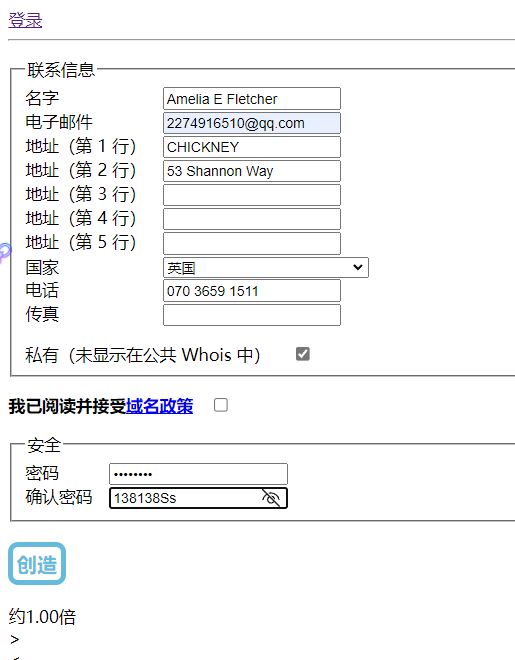 登录
联系信息
名字 Amelia E Fletcher
电子邮件 2274916510@qq.com
地址（第 1 行） CHICKNEY
地址（第 2 行） 53 Shannon Way
地址（第 3 行）
地址（第 4 行）
地址（第 5 行）
国家 英国
电话 070 3659 1511
传真
私有（未显示在公共 Whois 中）
我已阅读并接受域名政策
安全
密码 ••••••••
确认密码 138138Ss
创造
约1.00倍
>